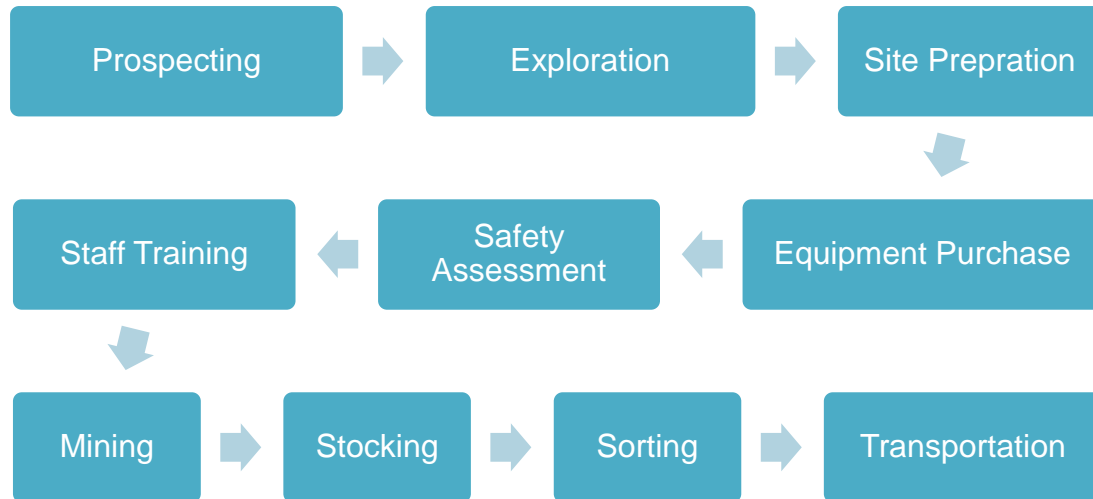 Prospecting
Exploration
Site Prepration
Equipment Purchase
Safety
Assessment
Staff Training
Mining
Stocking
Sorting
Transportation